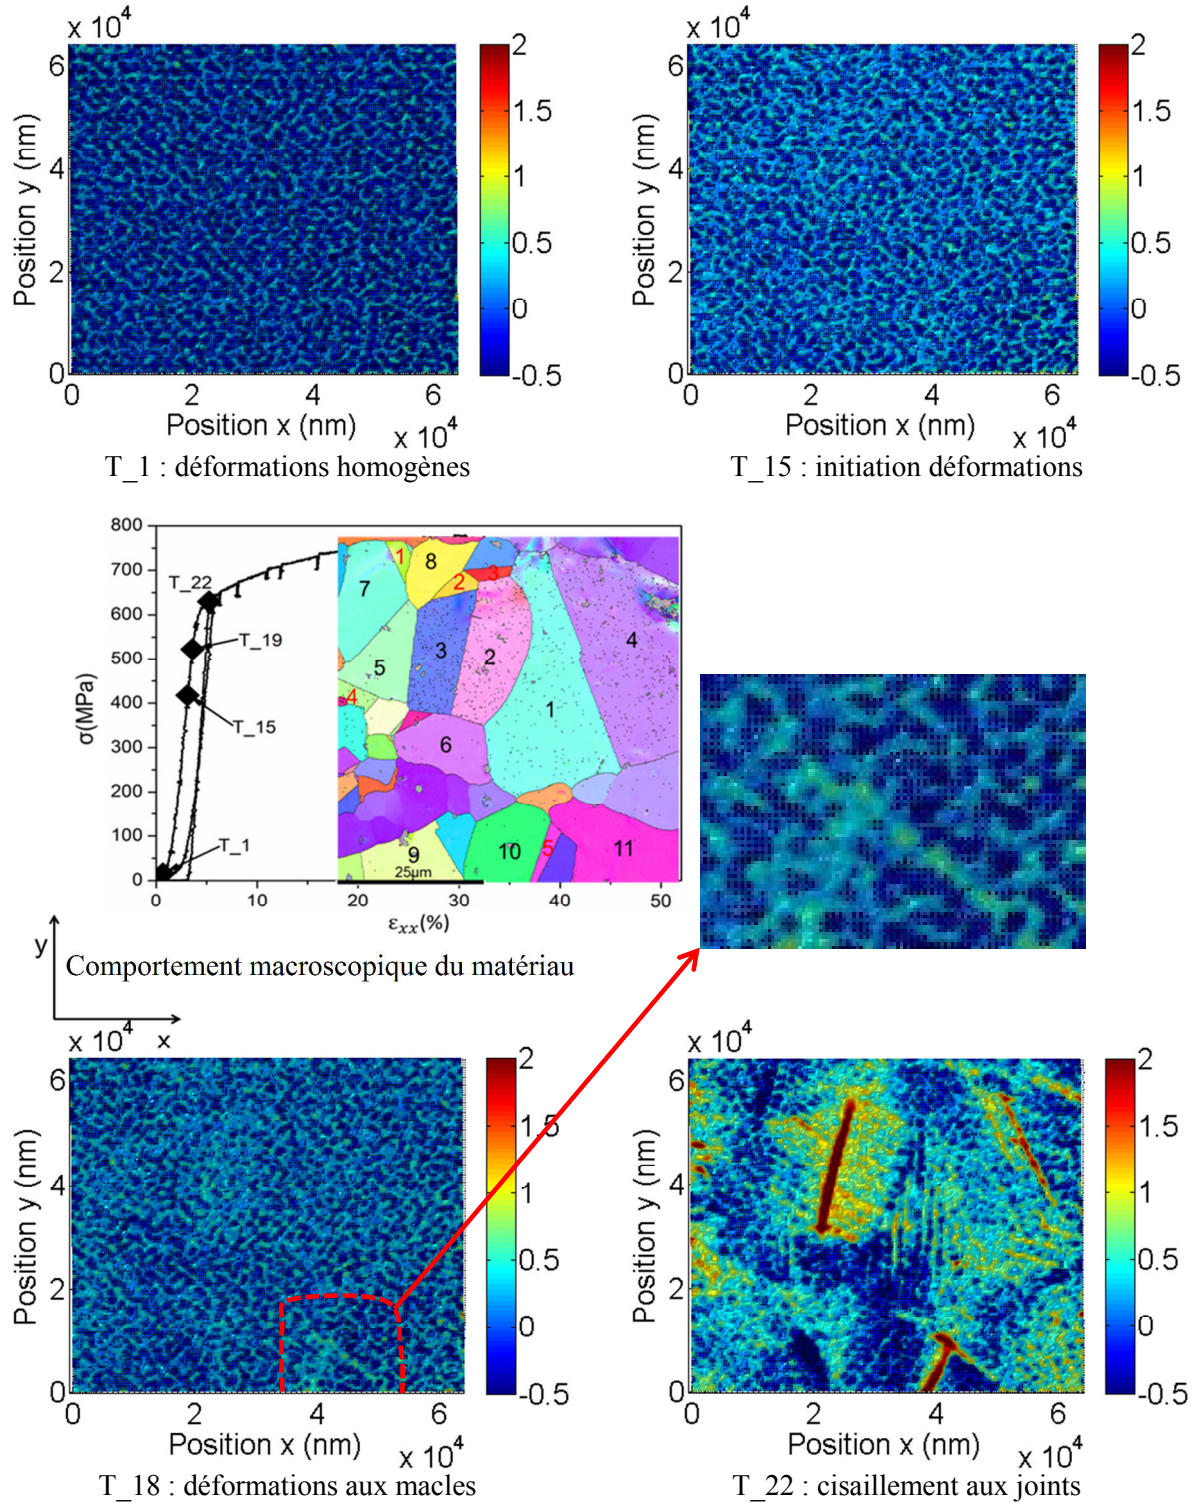 x 10⁴
x 10⁴
2
1.5
1
0.5
0
-0.5
6
4
2
0
Position y (nm)
0 2 4 6
Position x (nm)
x 10⁴
2
1.5
1
0.5
0
-0.5
6
4
2
0
Position y (nm)
0 2 4 6
Position x (nm)
x 10⁴
T_1 : déformations homogènes
T_15 : initiation déformations
800
700
600
500
400
300
200
100
0
σ(MPa)
T_22
T_19
T_15
T_1
1
8
3
2
7
3
2
4
5
4
1
6
9
10
5
11
25µm
0 10 20 30 40 50
εxx(%)
y
x
Comportement macroscopique du matériau
x 10⁴
x 10⁴
2
1.5
1
0.5
0
-0.5
6
4
2
0
Position y (nm)
0 2 4 6
Position x (nm)
x 10⁴
2
1.5
1
0.5
0
-0.5
6
4
2
0
Position y (nm)
0 2 4 6
Position x (nm)
x 10⁴
T_18 : déformations aux macles
T_22 : cisaillement aux joints